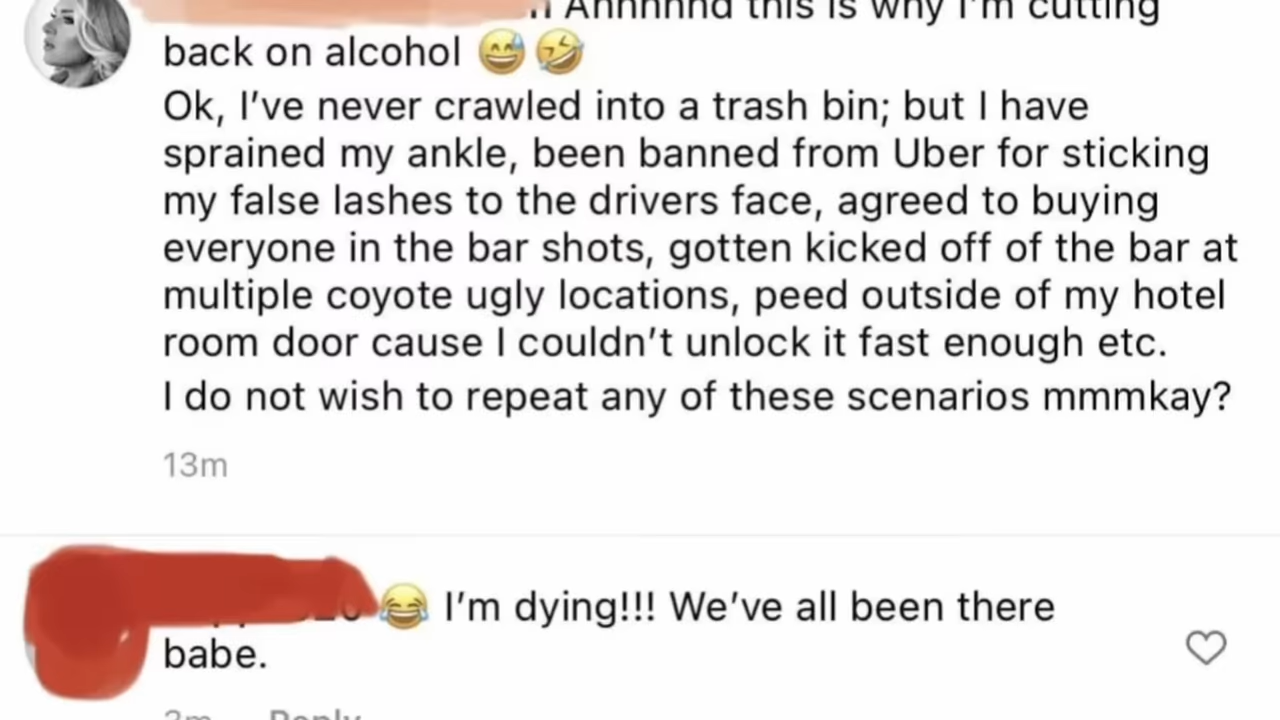 Ahhhhnd this is why I'm cutting
back on alcohol 😅🤣
Ok, I've never crawled into a trash bin; but I have
sprained my ankle, been banned from Uber for sticking
my false lashes to the drivers face, agreed to buying
everyone in the bar shots, gotten kicked off of the bar at
multiple coyote ugly locations, peed outside of my hotel
room door cause I couldn't unlock it fast enough etc.
I do not wish to repeat any of these scenarios mmmkay?
13m
😂 I'm dying!!! We've all been there
babe.
Reply